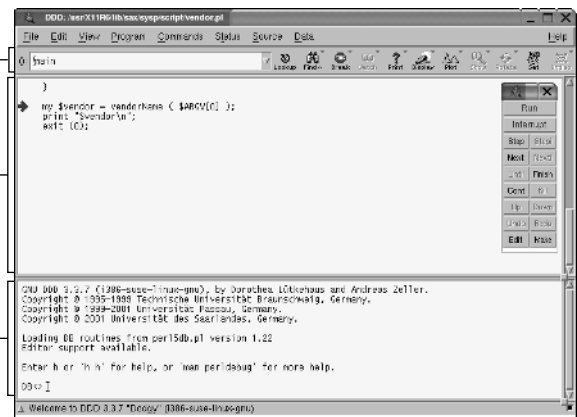 DDD: /usr/X11R6/lib/sax/sysp/script/vendor.pl
File Edit View Program Commands Status Source Data Help
(): main
Lookup Find Break Watch Print Display Plot Set
}
my $vendor = vendorName ( $ARGV[0] );
print "$vendor\n";
exit (0);
Run
Interrupt
Step Stepi
Next Nexti
Until Finish
Cont Kill
Up Down
Undo Redo
Edit Make
GNU DDD 3.3.7 (i386-suse-linux-gnu), by Dorothea Lütkehaus and Andreas Zeller.
Copyright © 1995-1999 Technische Universität Braunschweig, Germany.
Copyright © 1999-2001 Universität Passau, Germany.
Copyright © 2001 Universität des Saarlandes, Germany.
Loading DB routines from perl5db.pl version 1.22
Editor support available.
Enter h or `h h' for help, or `man perldebug' for more help.
DB<>
Welcome to DDD 3.3.7 "Doogy" (i386-suse-linux-gnu)